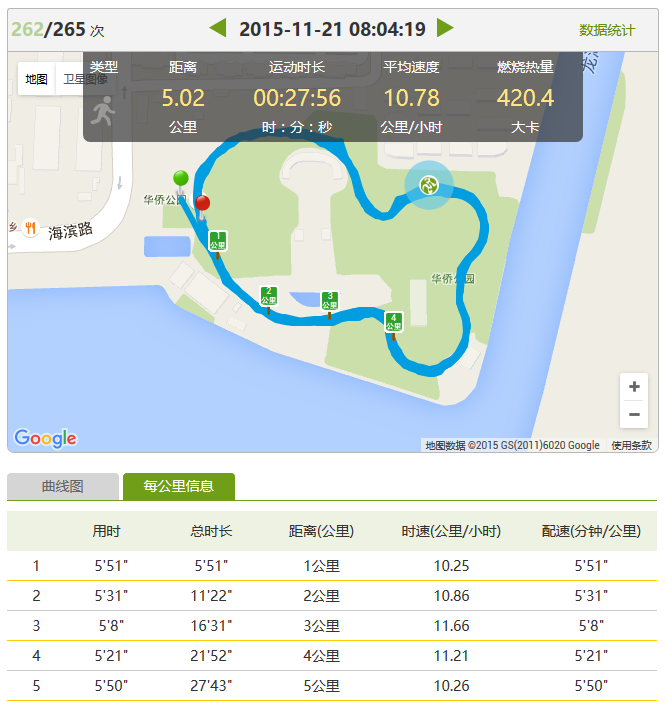 262/265 次
2015-11-21 08:04:19
数据统计
地图
卫星图像
类型 距离 运动时长 平均速度 燃烧热量
5.02 00:27:56 10.78 420.4
公里 时：分：秒 公里/小时 大卡
龙
华侨公园
乡
海滨路
1
公里
2
公里
3
公里
4
公里
华侨公园
+
−
Google
地图数据 ©2015 GS(2011)6020 Google 使用条款
曲线图 每公里信息
用时 总时长 距离(公里) 时速(公里/小时) 配速(分钟/公里)
1 5'51" 5'51" 1公里 10.25 5'51"
2 5'31" 11'22" 2公里 10.86 5'31"
3 5'8" 16'31" 3公里 11.66 5'8"
4 5'21" 21'52" 4公里 11.21 5'21"
5 5'50" 27'43" 5公里 10.26 5'50"